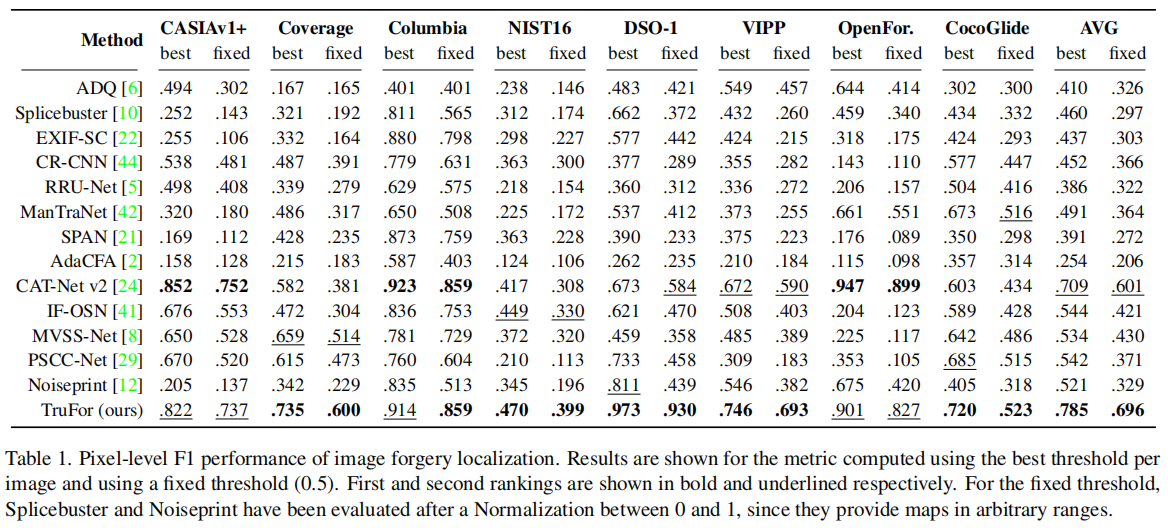 Method CASIAv1+ Coverage Columbia NIST16 DSO-1 VIPP OpenFor. CocoGlide AVG
best fixed best fixed best fixed best fixed best fixed best fixed best fixed best fixed best fixed
ADQ [6] .494 .302 .167 .165 .401 .401 .238 .146 .483 .421 .549 .457 .644 .414 .302 .300 .410 .326
Splicebuster [10] .252 .143 .321 .192 .811 .565 .312 .174 .662 .372 .432 .260 .459 .340 .434 .332 .460 .297
EXIF-SC [22] .255 .106 .332 .164 .880 .798 .298 .227 .577 .442 .424 .215 .318 .175 .424 .293 .437 .303
CR-CNN [44] .538 .481 .487 .391 .779 .631 .363 .300 .377 .289 .355 .282 .143 .110 .577 .447 .452 .366
RRU-Net [5] .498 .408 .339 .279 .629 .575 .218 .154 .360 .312 .336 .272 .206 .157 .504 .416 .386 .322
ManTraNet [42] .320 .180 .486 .317 .650 .508 .225 .172 .537 .412 .373 .255 .661 .551 .673 .516 .491 .364
SPAN [21] .169 .112 .428 .235 .873 .759 .363 .228 .390 .233 .375 .223 .176 .089 .350 .298 .391 .272
AdaCFA [2] .158 .128 .215 .183 .587 .403 .124 .106 .262 .235 .210 .184 .115 .098 .357 .314 .254 .206
CAT-Net v2 [24] .852 .752 .582 .381 .923 .859 .417 .308 .673 .584 .672 .590 .947 .899 .603 .434 .709 .601
IF-OSN [41] .676 .553 .472 .304 .836 .753 .449 .330 .621 .470 .508 .403 .204 .123 .589 .428 .544 .421
MVSS-Net [8] .650 .528 .659 .514 .781 .729 .372 .320 .459 .358 .485 .389 .225 .117 .642 .486 .534 .430
PSCC-Net [29] .670 .520 .615 .473 .760 .604 .210 .113 .733 .458 .309 .183 .353 .105 .685 .515 .542 .371
Noiseprint [12] .205 .137 .342 .229 .835 .513 .345 .196 .811 .439 .546 .382 .675 .420 .405 .318 .521 .329
TruFor (ours) .822 .737 .735 .600 .914 .859 .470 .399 .973 .930 .746 .693 .901 .827 .720 .523 .785 .696
Table 1. Pixel-level F1 performance of image forgery localization. Results are shown for the metric computed using the best threshold per
image and using a fixed threshold (0.5). First and second rankings are shown in bold and underlined respectively. For the fixed threshold,
Splicebuster and Noiseprint have been evaluated after a Normalization between 0 and 1, since they provide maps in arbitrary ranges.